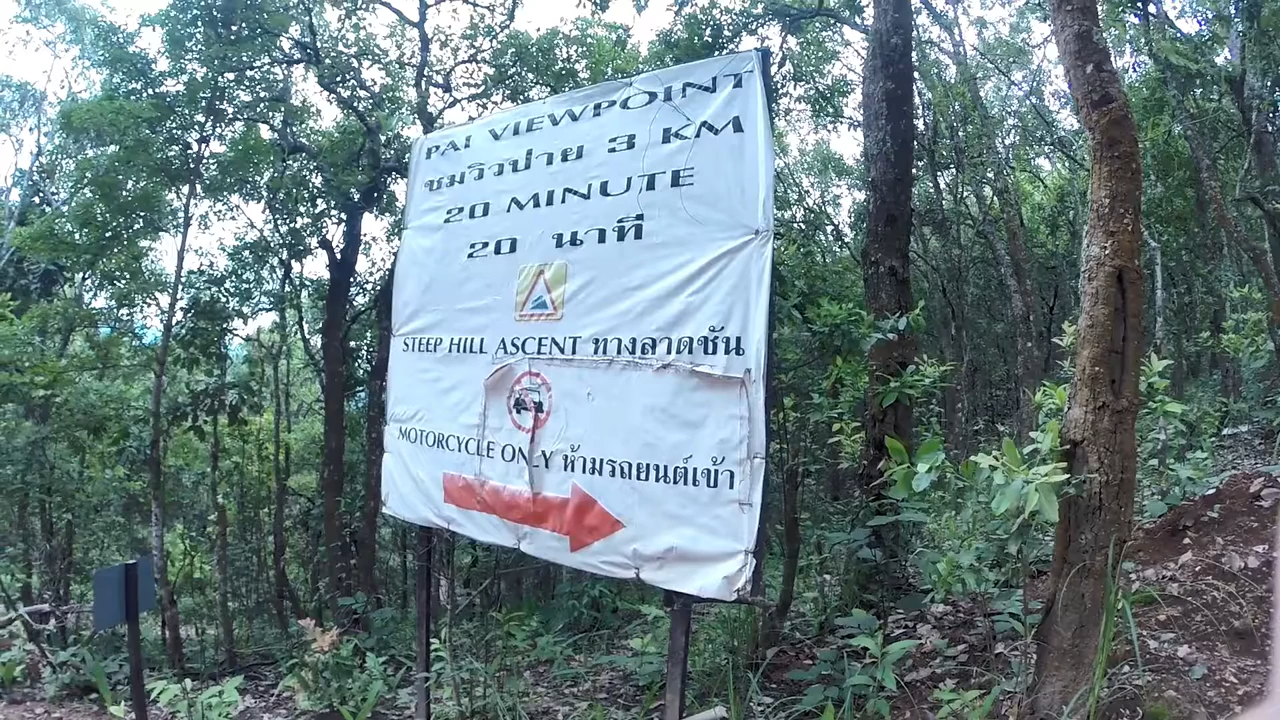 PAI VIEWPOINT
ชมวิวปาย 3 KM
20 MINUTE
20 นาที
STEEP HILL ASCENT ทางลาดชัน
MOTORCYCLE ONLY ห้ามรถยนต์เข้า